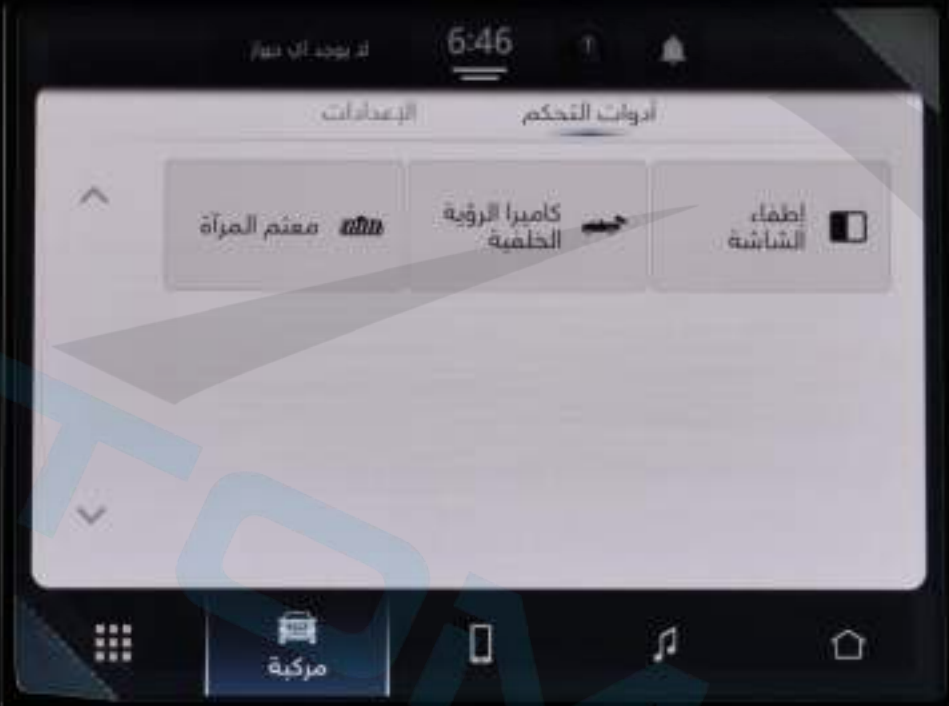 6:46
لا يوجد أي جهاز
أدوات التحكم
الإعدادات
إطفاء
الشاشة
كاميرا الرؤية
الخلفية
معتم المرآة
مركبة